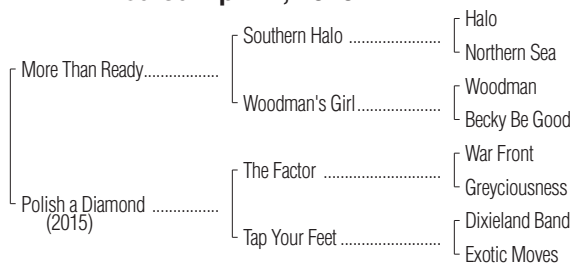 Halo
Southern Halo
Northern Sea
More Than Ready
Woodman
Woodman's Girl
Becky Be Good
War Front
The Factor
Greyciousness
Polish a Diamond
(2015)
Dixieland Band
Tap Your Feet
Exotic Moves